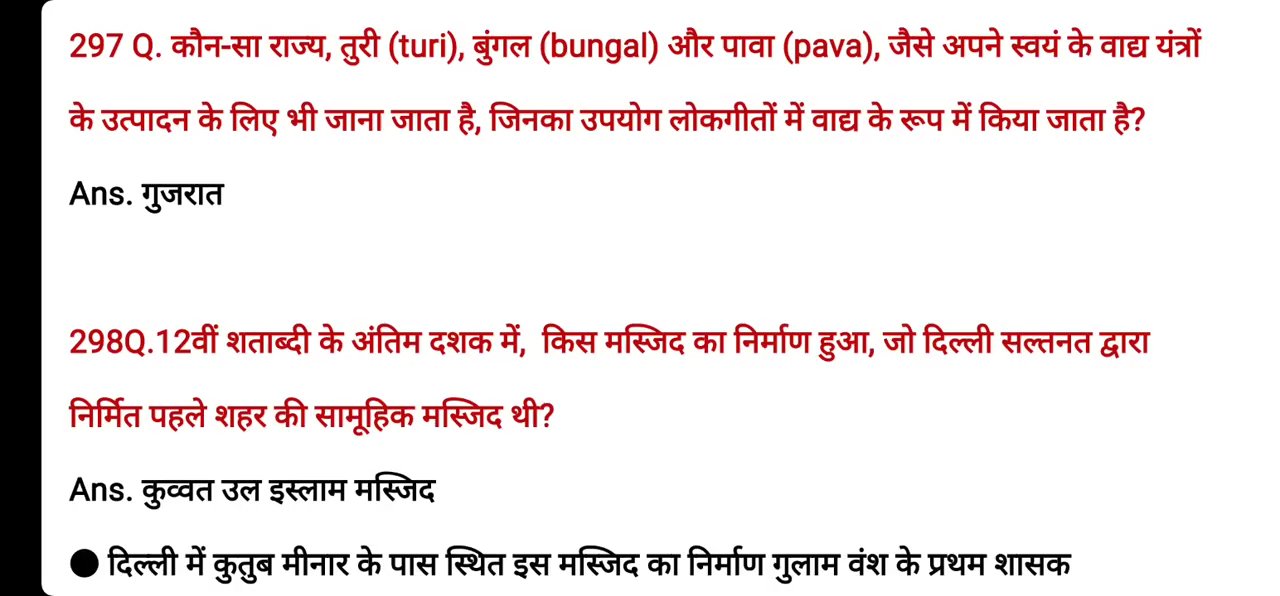 297 Q. कौन-सा राज्य, तुरी (turi), बुंगल (bungal) और पावा (pava), जैसे अपने स्वयं के वाद्य यंत्रों
के उत्पादन के लिए भी जाना जाता है, जिनका उपयोग लोकगीतों में वाद्य के रूप में किया जाता है?
Ans. गुजरात
298Q.12वीं शताब्दी के अंतिम दशक में, किस मस्जिद का निर्माण हुआ, जो दिल्ली सल्तनत द्वारा
निर्मित पहले शहर की सामूहिक मस्जिद थी?
Ans. कुव्वत उल इस्लाम मस्जिद
● दिल्ली में कुतुब मीनार के पास स्थित इस मस्जिद का निर्माण गुलाम वंश के प्रथम शासक